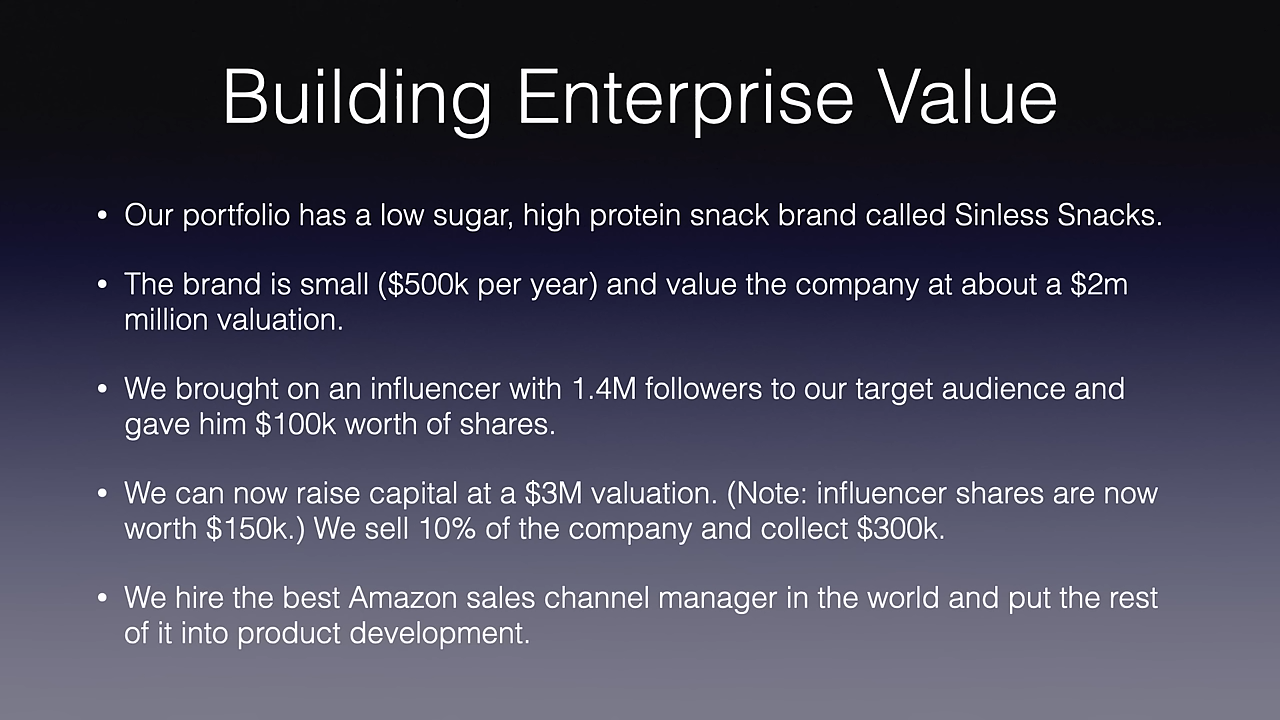 Building Enterprise Value
• Our portfolio has a low sugar, high protein snack brand called Sinless Snacks.
• The brand is small ($500k per year) and value the company at about a $2m
million valuation.
• We brought on an influencer with 1.4M followers to our target audience and
gave him $100k worth of shares.
• We can now raise capital at a $3M valuation. (Note: influencer shares are now
worth $150k.) We sell 10% of the company and collect $300k.
• We hire the best Amazon sales channel manager in the world and put the rest
of it into product development.